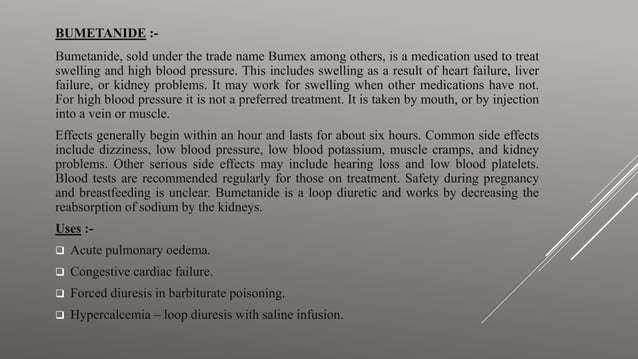 BUMETANIDE :-
Bumetanide, sold under the trade name Bumex among others, is a medication used to treat
swelling and high blood pressure. This includes swelling as a result of heart failure, liver
failure, or kidney problems. It may work for swelling when other medications have not.
For high blood pressure it is not a preferred treatment. It is taken by mouth, or by injection
into a vein or muscle.
Effects generally begin within an hour and lasts for about six hours. Common side effects
include dizziness, low blood pressure, low blood potassium, muscle cramps, and kidney
problems. Other serious side effects may include hearing loss and low blood platelets.
Blood tests are recommended regularly for those on treatment. Safety during pregnancy
and breastfeeding is unclear. Bumetanide is a loop diuretic and works by decreasing the
reabsorption of sodium by the kidneys.
Uses :-
❑ Acute pulmonary oedema.
❑ Congestive cardiac failure.
❑ Forced diuresis in barbiturate poisoning.
❑ Hypercalcemia – loop diuresis with saline infusion.